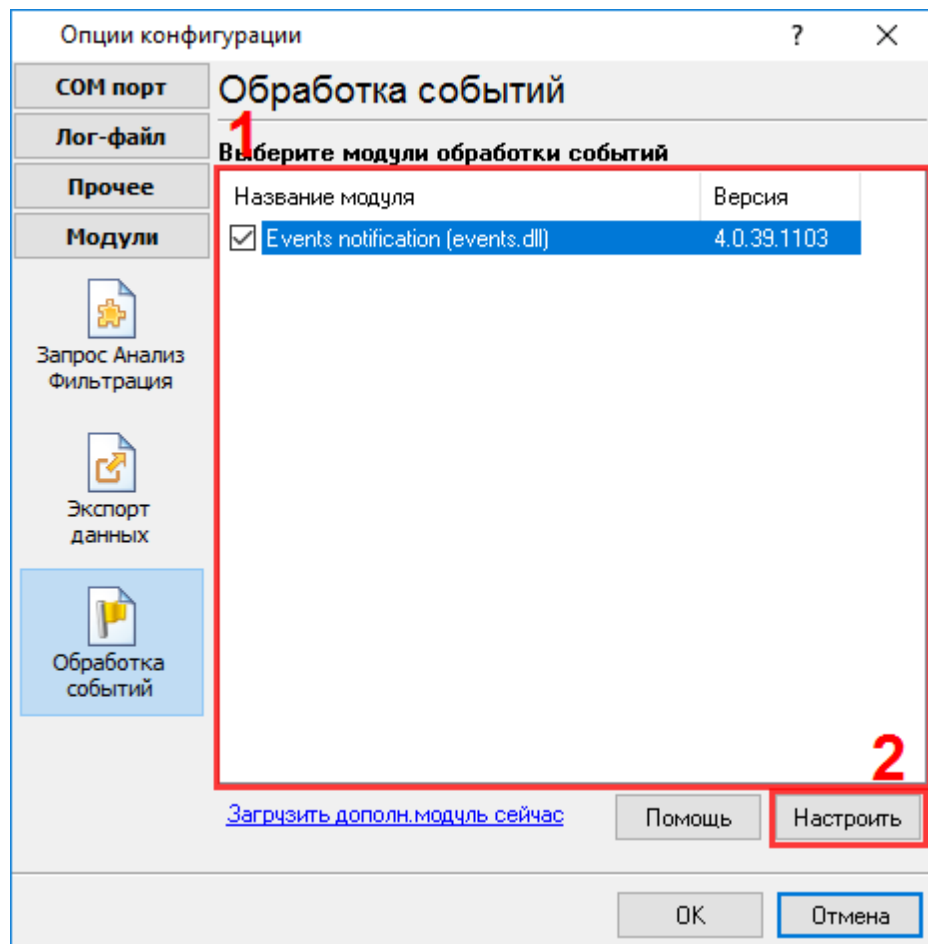 Опции конфигурации
?
COM порт
Обработка событий
Лог-файл
1
Выберите модули обработки событий
Прочее
Название модуля Версия
Модули
Events notification (events.dll) 4.0.39.1103
Запрос Анализ
Фильтрация
Экспорт
данных
Обработка
событий
2
Загрузить дополн.модуль сейчас
Помощь
Настроить
OK
Отмена